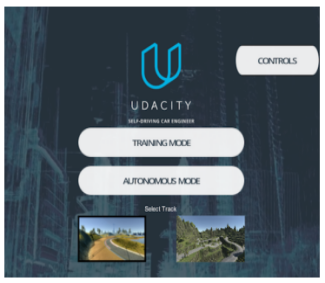 CONTROLS
UDACITY
SELF-DRIVING CAR ENGINEER
TRAINING MODE
AUTONOMOUS MODE
Select Track